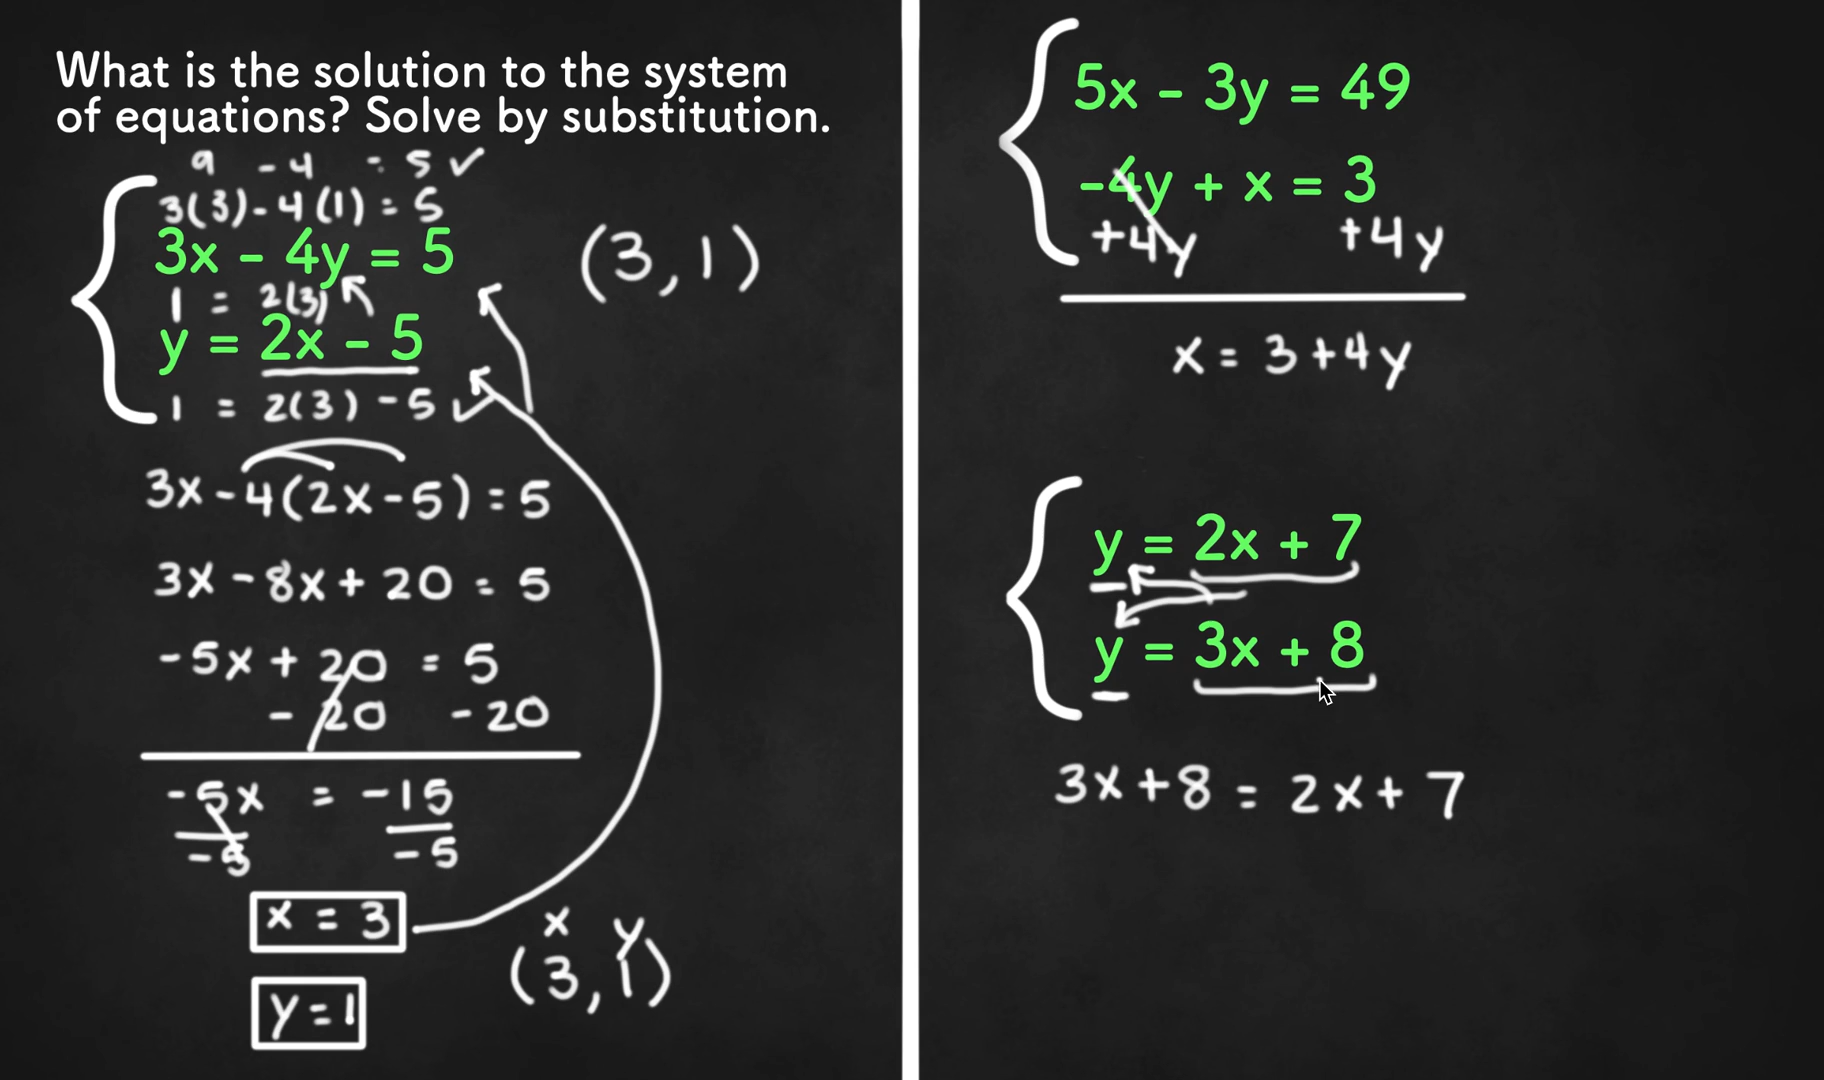 What is the solution to the system
of equations? Solve by substitution.
9 - 4 = 5 ✓
3(3) - 4(1) = 5
3x - 4y = 5
(3, 1)
1 = 2(3)
y = 2x - 5
1 = 2(3) - 5 ✓
3x - 4(2x - 5) = 5
3x - 8x + 20 = 5
-5x + 20 = 5
- 20 - 20
-5x = -15
-5 -5
x = 3
x y
(3, 1)
y = 1
5x - 3y = 49
-4y + x = 3
+4y +4y
x = 3 + 4y
y = 2x + 7
y = 3x + 8
3x + 8 = 2x + 7